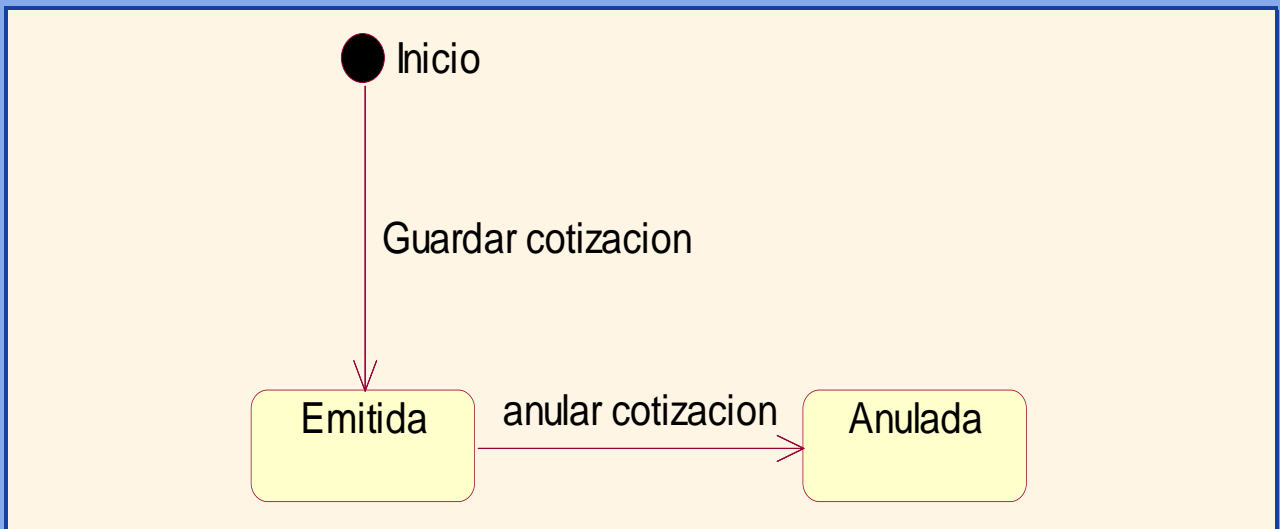 Inicio
Guardar cotizacion
Emitida
anular cotizacion
Anulada